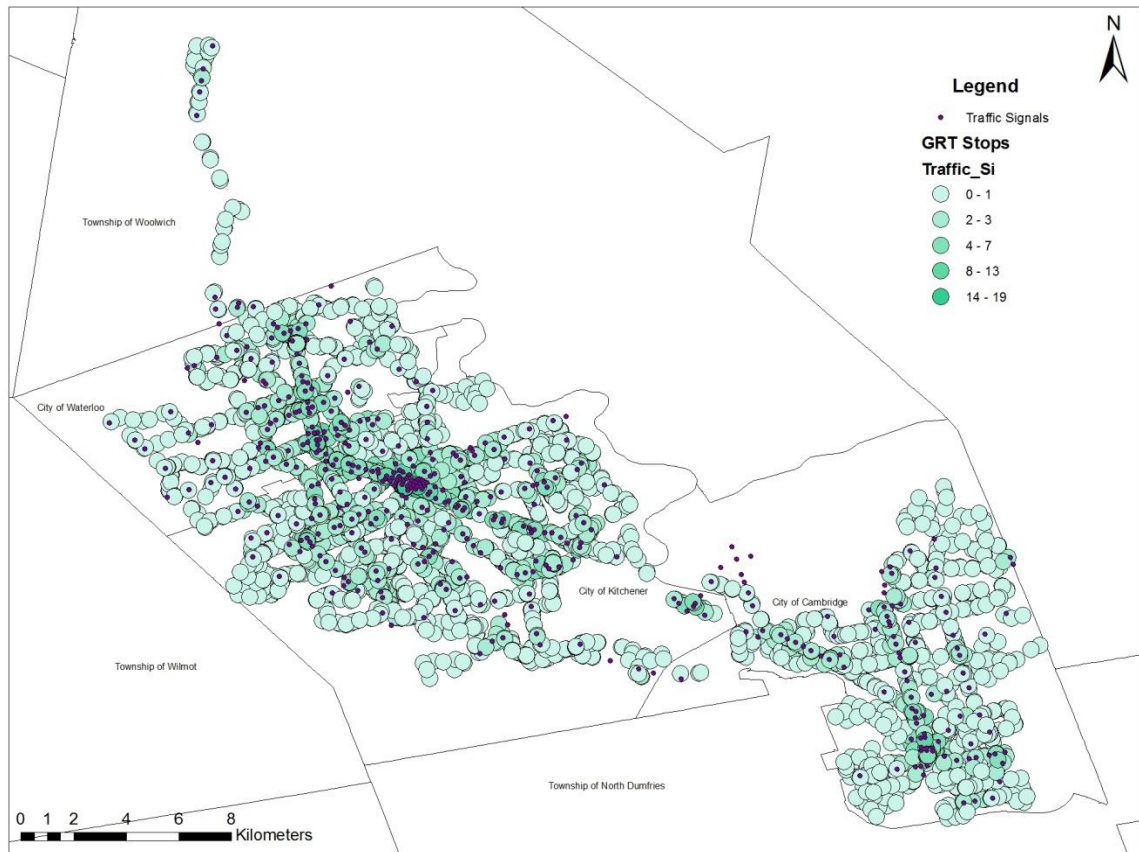 N
Legend
Traffic Signals
GRT Stops
Traffic_Si
0 - 1
2 - 3
4 - 7
8 - 13
14 - 19
Township of Woolwich
City of Waterloo
City of Kitchener
City of Cambridge
Township of Wilmot
Township of North Dumfries
0 1 2 4 6 8
Kilometers